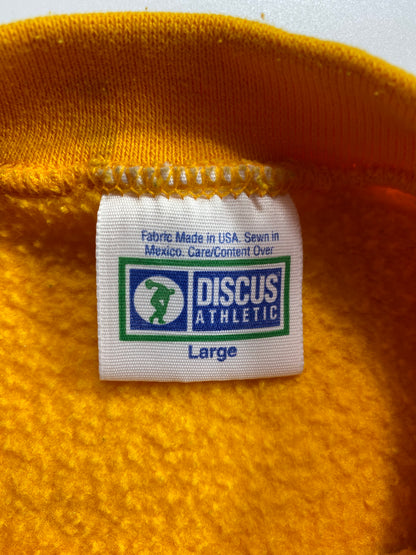 Fabric Made in USA. Sewn in
Mexico. Care/Content Over
DISCUS
ATHLETIC
Large